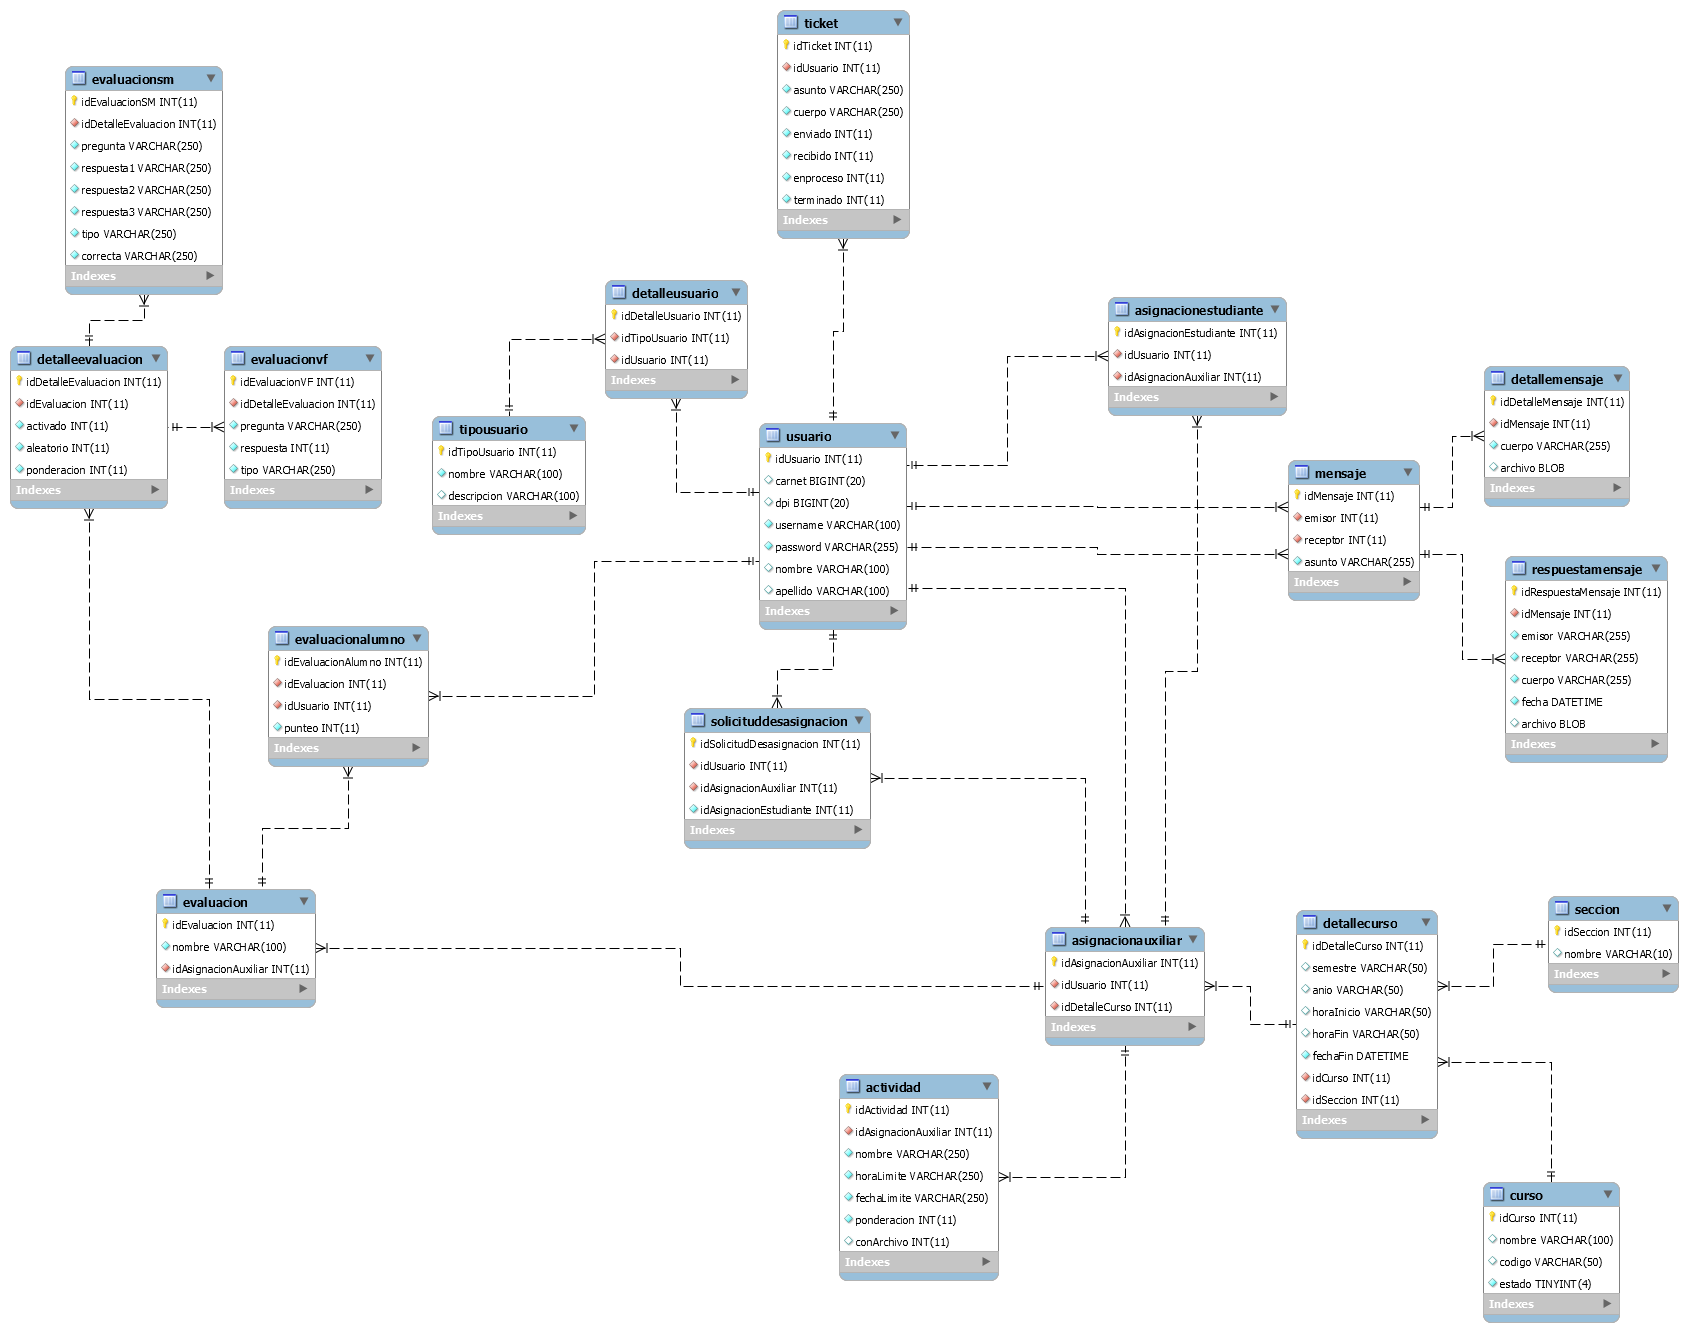 ticket
idTicket INT(11)
idUsuario INT(11)
asunto VARCHAR(250)
cuerpo VARCHAR(250)
enviado INT(11)
recibido INT(11)
enproceso INT(11)
terminado INT(11)
Indexes
evaluacionsm
idEvaluacionSM INT(11)
idDetalleEvaluacion INT(11)
pregunta VARCHAR(250)
respuesta1 VARCHAR(250)
respuesta2 VARCHAR(250)
respuesta3 VARCHAR(250)
tipo VARCHAR(250)
correcta VARCHAR(250)
Indexes
detalleusuario
idDetalleUsuario INT(11)
idTipoUsuario INT(11)
idUsuario INT(11)
Indexes
asignacionestudiante
idAsignacionEstudiante INT(11)
idUsuario INT(11)
idAsignacionAuxiliar INT(11)
Indexes
detalleevaluacion
idDetalleEvaluacion INT(11)
idEvaluacion INT(11)
activado INT(11)
aleatorio INT(11)
ponderacion INT(11)
Indexes
evaluacionvf
idEvaluacionVF INT(11)
idDetalleEvaluacion INT(11)
pregunta VARCHAR(250)
respuesta INT(11)
tipo VARCHAR(250)
Indexes
detallemensaje
idDetalleMensaje INT(11)
idMensaje INT(11)
cuerpo VARCHAR(255)
archivo BLOB
Indexes
tipousuario
idTipoUsuario INT(11)
nombre VARCHAR(100)
descripcion VARCHAR(100)
Indexes
usuario
idUsuario INT(11)
carnet BIGINT(20)
dpi BIGINT(20)
username VARCHAR(100)
password VARCHAR(255)
nombre VARCHAR(100)
apellido VARCHAR(100)
Indexes
mensaje
idMensaje INT(11)
emisor INT(11)
receptor INT(11)
asunto VARCHAR(255)
Indexes
respuestamensaje
idRespuestaMensaje INT(11)
idMensaje INT(11)
emisor VARCHAR(255)
receptor VARCHAR(255)
cuerpo VARCHAR(255)
fecha DATETIME
archivo BLOB
Indexes
evaluacionalumno
idEvaluacionAlumno INT(11)
idEvaluacion INT(11)
idUsuario INT(11)
punteo INT(11)
Indexes
solicituddesasignacion
idSolicitudDesasignacion INT(11)
idUsuario INT(11)
idAsignacionAuxiliar INT(11)
idAsignacionEstudiante INT(11)
Indexes
evaluacion
idEvaluacion INT(11)
nombre VARCHAR(100)
idAsignacionAuxiliar INT(11)
Indexes
asignacionauxiliar
idAsignacionAuxiliar INT(11)
idUsuario INT(11)
idDetalleCurso INT(11)
Indexes
detallecurso
idDetalleCurso INT(11)
semestre VARCHAR(50)
anio VARCHAR(50)
horaInicio VARCHAR(50)
horaFin VARCHAR(50)
fechaFin DATETIME
idCurso INT(11)
idSeccion INT(11)
Indexes
seccion
idSeccion INT(11)
nombre VARCHAR(10)
Indexes
actividad
idActividad INT(11)
idAsignacionAuxiliar INT(11)
nombre VARCHAR(250)
horaLimite VARCHAR(250)
fechaLimite VARCHAR(250)
ponderacion INT(11)
conArchivo INT(11)
Indexes
curso
idCurso INT(11)
nombre VARCHAR(100)
codigo VARCHAR(50)
estado TINYINT(4)
Indexes